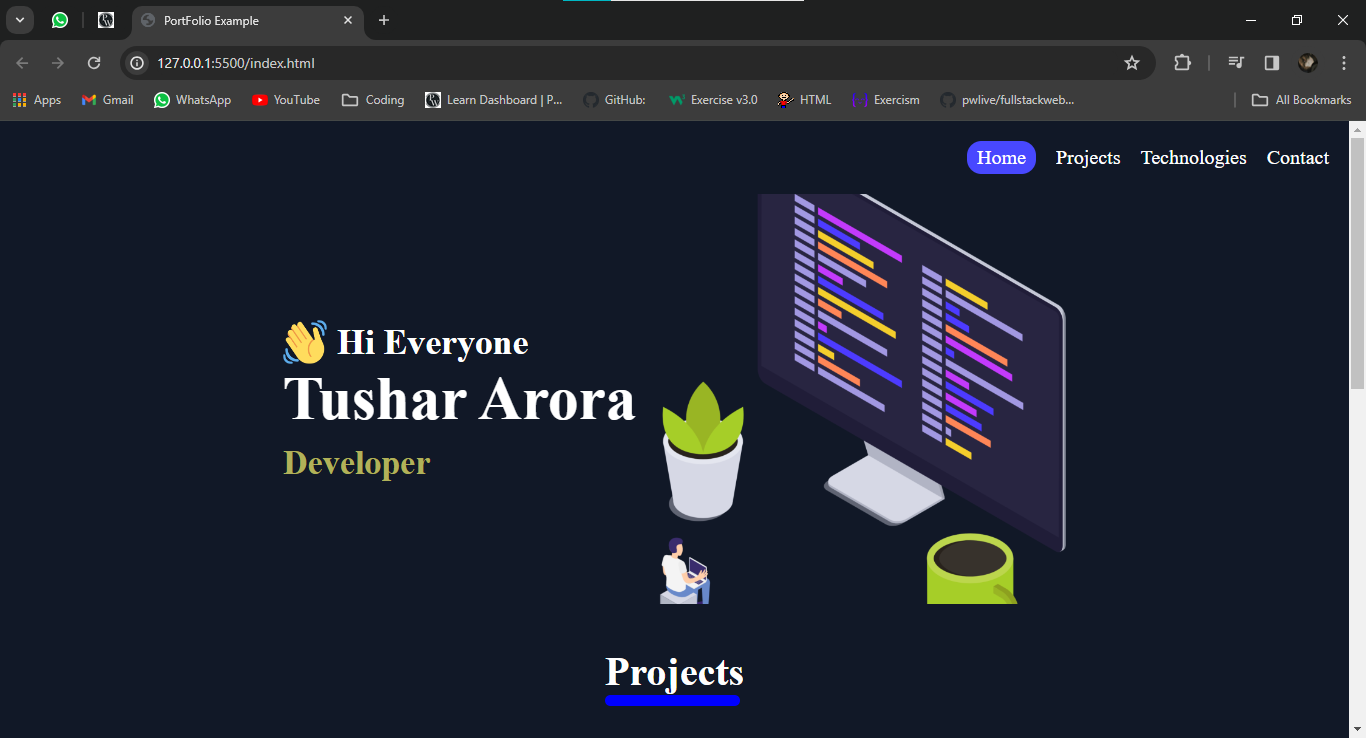 PortFolio Example
127.0.0.1:5500/index.html
Apps Gmail WhatsApp YouTube Coding Learn Dashboard | P... GitHub: Exercise v3.0 HTML Exercism pwlive/fullstackweb... All Bookmarks
Home Projects Technologies Contact
Hi Everyone
Tushar Arora
Developer
Projects